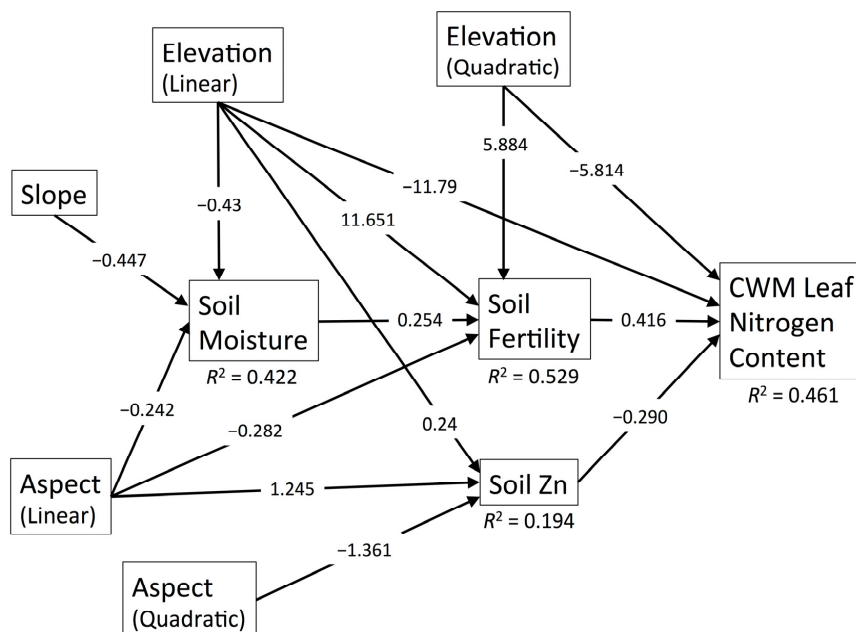 Elevation
(Linear)
Elevation
(Quadratic)
5.884
−5.814
−11.79
Slope
−0.43
11.651
−0.447
Soil
Moisture
R² = 0.422
0.254
Soil
Fertility
R² = 0.529
0.416
CWM Leaf
Nitrogen
Content
R² = 0.461
−0.242
−0.282
0.24
−0.290
Aspect
(Linear)
1.245
Soil Zn
R² = 0.194
−1.361
Aspect
(Quadratic)